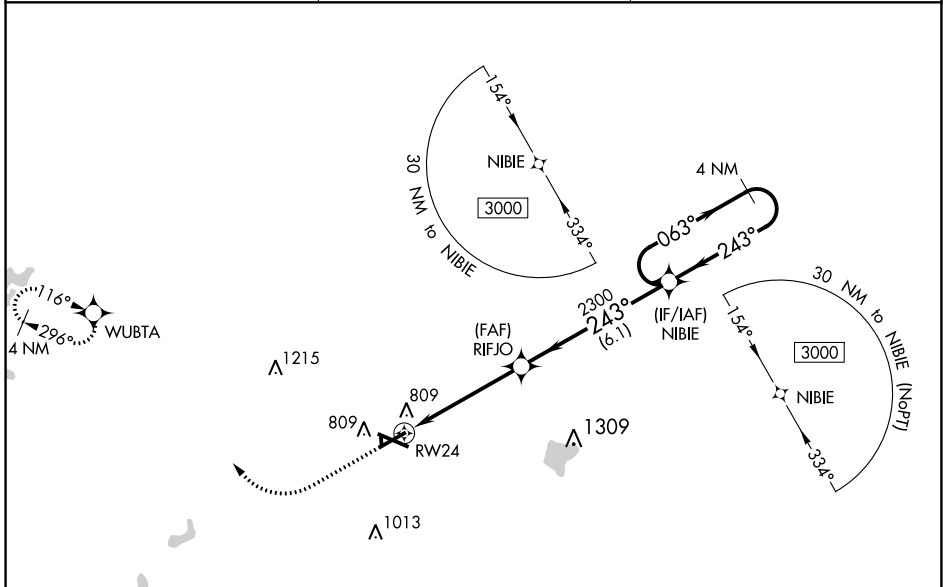 154°
NIBIE
30 NM to NIBIE
3000
334°
4 NM
063°
243°
2300
243°
(6.1)
(IF/IAF)
NIBIE
30 NM to NIBIE (NoPT)
154°
3000
NIBIE
334°
116°
296°
4 NM
WUBTA
(FAF)
RIFJO
1215
809
809
RW24
1309
1013